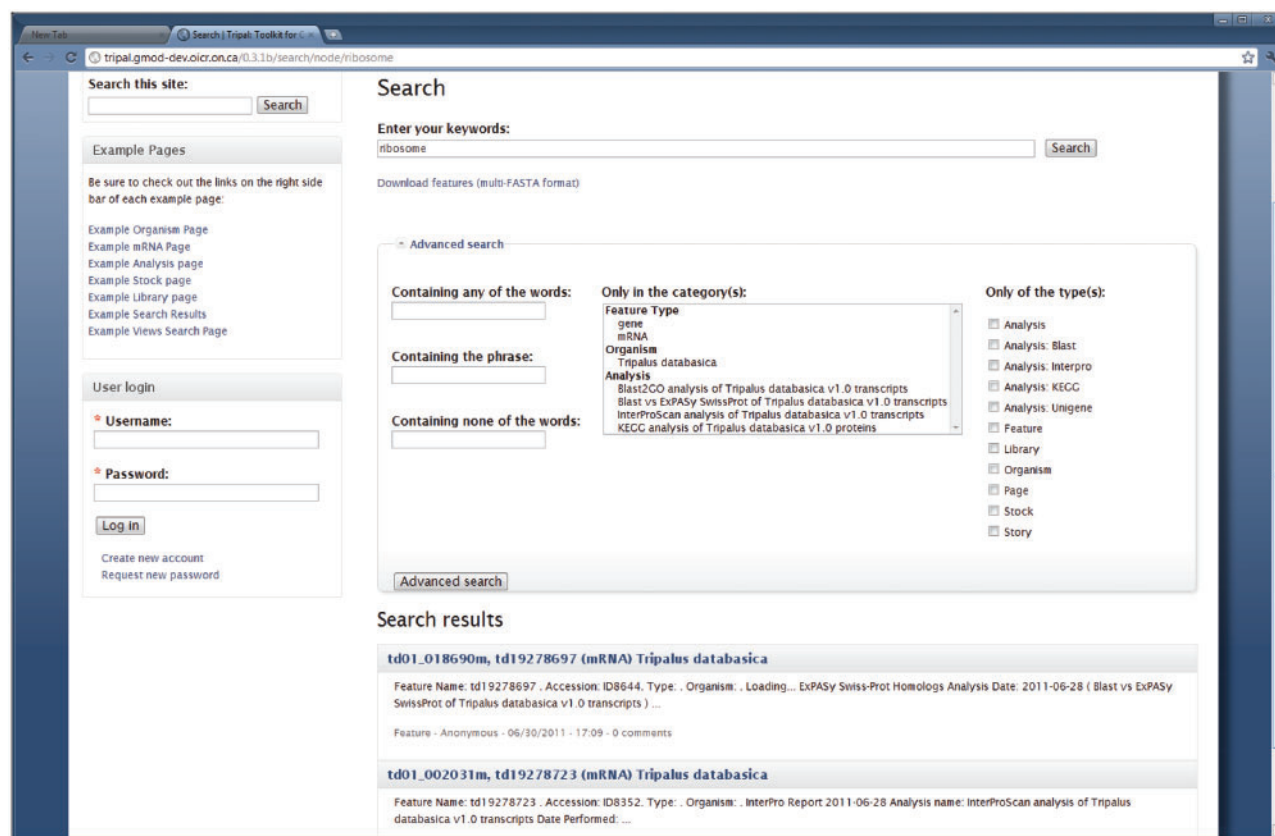 New Tab
Search | Tripal: Toolkit for C
tripal.gmod-dev.oicr.on.ca/0.3.1b/search/node/ribosome
Search this site:
Search
Example Pages
Be sure to check out the links on the right side
bar of each example page:
Example Organism Page
Example mRNA Page
Example Analysis page
Example Stock page
Example Library page
Example Search Results
Example Views Search Page
User login
* Username:
* Password:
Log in
Create new account
Request new password
Search
Enter your keywords:
ribosome
Search
Download features (multi-FASTA format)
Advanced search
Containing any of the words:
Containing the phrase:
Containing none of the words:
Only in the category(s):
Feature Type
gene
mRNA
Organism
Tripalus databasica
Analysis
Blast2GO analysis of Tripalus databasica v1.0 transcripts
Blast vs ExPASy SwissProt of Tripalus databasica v1.0 transcripts
InterProScan analysis of Tripalus databasica v1.0 transcripts
KEGG analysis of Tripalus databasica v1.0 proteins
Only of the type(s):
Analysis
Analysis: Blast
Analysis: Interpro
Analysis: KEGG
Analysis: Unigene
Feature
Library
Organism
Page
Stock
Story
Advanced search
Search results
td01_018690m, td19278697 (mRNA) Tripalus databasica
Feature Name: td19278697 . Accession: ID8644. Type: . Organism: . Loading... ExPASy Swiss-Prot Homologs Analysis Date: 2011-06-28 ( Blast vs ExPASy
SwissProt of Tripalus databasica v1.0 transcripts ) ...
Feature - Anonymous - 06/30/2011 - 17:09 - 0 comments
td01_002031m, td19278723 (mRNA) Tripalus databasica
Feature Name: td19278723 . Accession: ID8352. Type: . Organism: . InterPro Report 2011-06-28 Analysis name: InterProScan analysis of Tripalus
databasica v1.0 transcripts Date Performed: ...